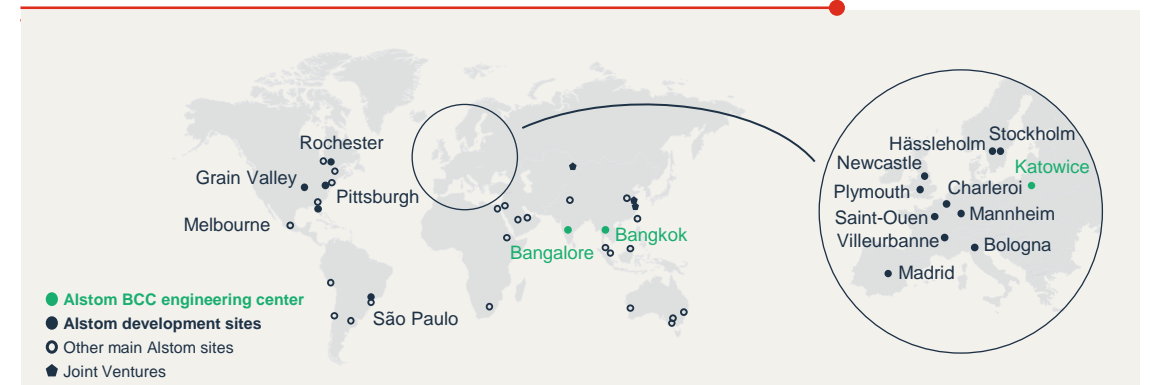 Rochester
Grain Valley
Pittsburgh
Melbourne
Bangkok
Bangalore
São Paulo
Alstom BCC engineering center
Alstom development sites
Other main Alstom sites
Joint Ventures
Stockholm
Hässleholm
Newcastle
Katowice
Plymouth
Charleroi
Saint-Ouen
Mannheim
Villeurbanne
Bologna
Madrid